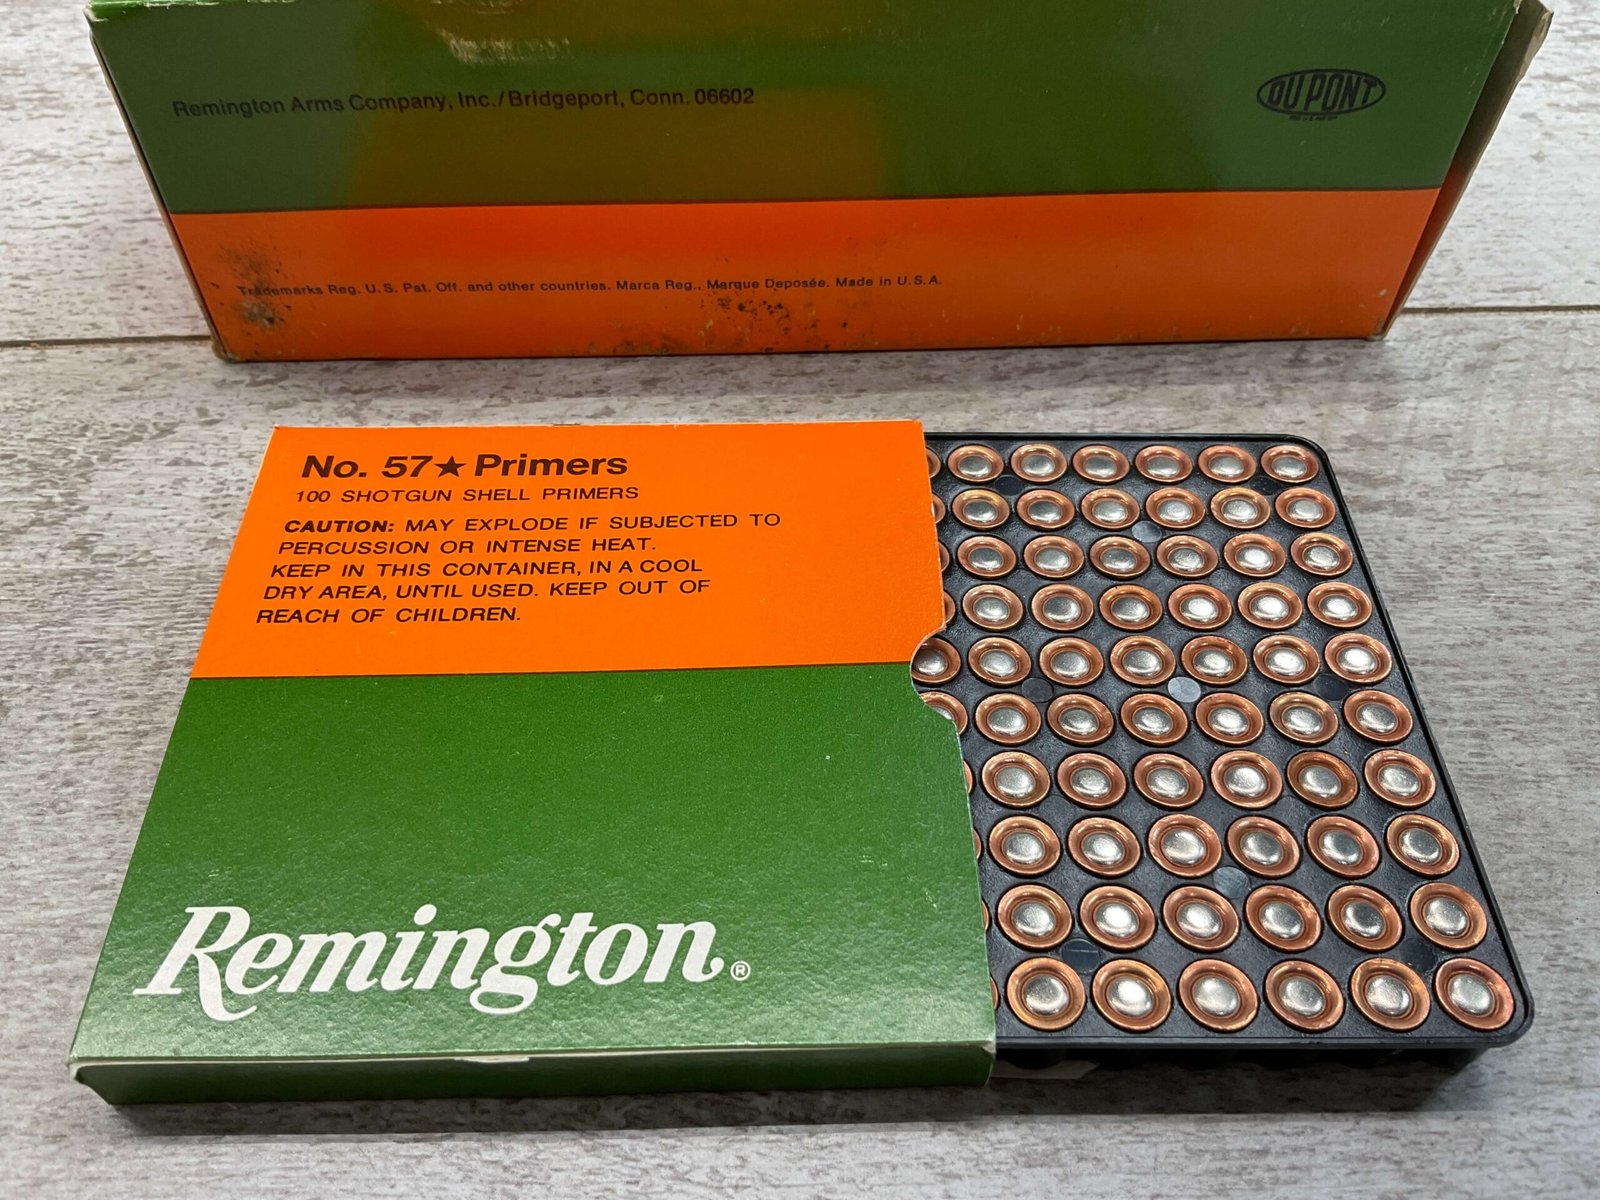 Remington Arms Company, Inc./Bridgeport, Conn. 06602
DU PONT
Trademarks Reg. U.S. Pat. Off. and other countries. Marca Reg., Marque Deposée. Made in U.S.A.
No. 57★Primers
100 SHOTGUN SHELL PRIMERS
CAUTION: MAY EXPLODE IF SUBJECTED TO
PERCUSSION OR INTENSE HEAT.
KEEP IN THIS CONTAINER, IN A COOL
DRY AREA, UNTIL USED. KEEP OUT OF
REACH OF CHILDREN.
Remington®